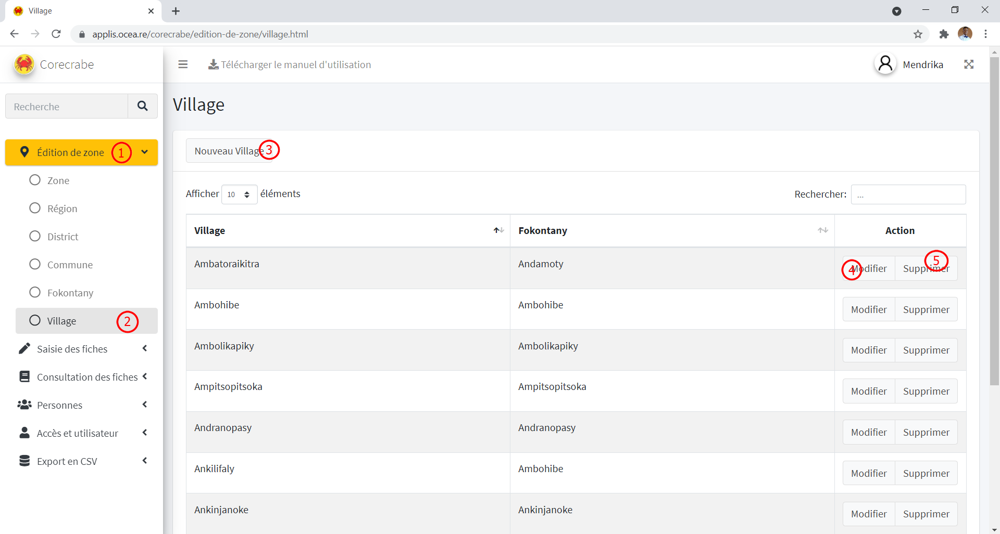 Village
applis.ocea.re/corecrabe/edition-de-zone/village.html
Corecrabe
Télécharger le manuel d'utilisation
Mendrika
Recherche
Village
Édition de zone 1
Nouveau Village 3
Zone
Région
District
Commune
Fokontany
Village 2
Saisie des fiches
Consultation des fiches
Personnes
Accès et utilisateur
Export en CSV
Afficher 10 éléments
Rechercher: ...
Village Fokontany Action
Ambatoraikitra Andamoty 4 Modifier Supprimer 5
Ambohibe Ambohibe Modifier Supprimer
Ambolikapiky Ambolikapiky Modifier Supprimer
Ampitsopitsoka Ampitsopitsoka Modifier Supprimer
Andranopasy Andranopasy Modifier Supprimer
Ankilifaly Ambohibe Modifier Supprimer
Ankinjanoke Ankinjanoke Modifier Supprimer